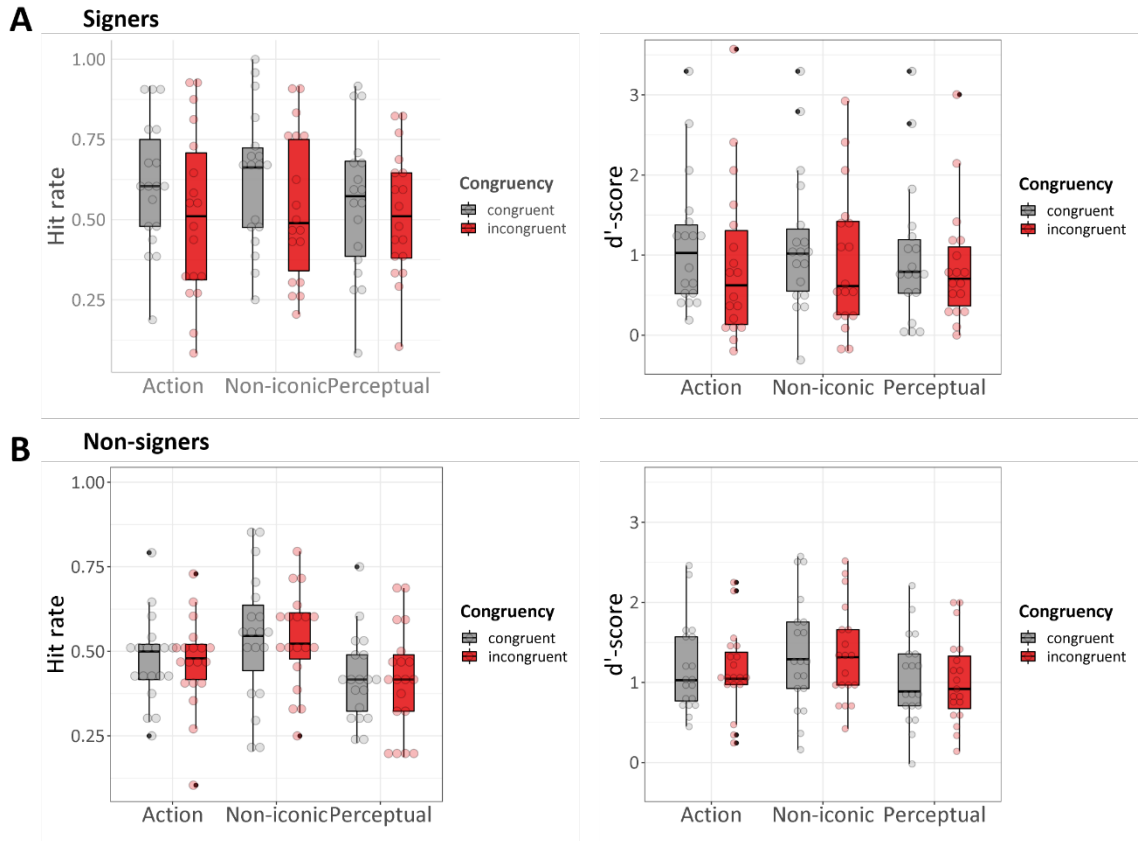 A
Signers
Hit rate
1.00
0.75
0.50
0.25
Action Non-iconic Perceptual
Congruency
congruent
incongruent
d'-score
3
2
1
0
Action Non-iconic Perceptual
Congruency
congruent
incongruent
B
Non-signers
Hit rate
1.00
0.75
0.50
0.25
Action Non-iconic Perceptual
Congruency
congruent
incongruent
d'-score
3
2
1
0
Action Non-iconic Perceptual
Congruency
congruent
incongruent